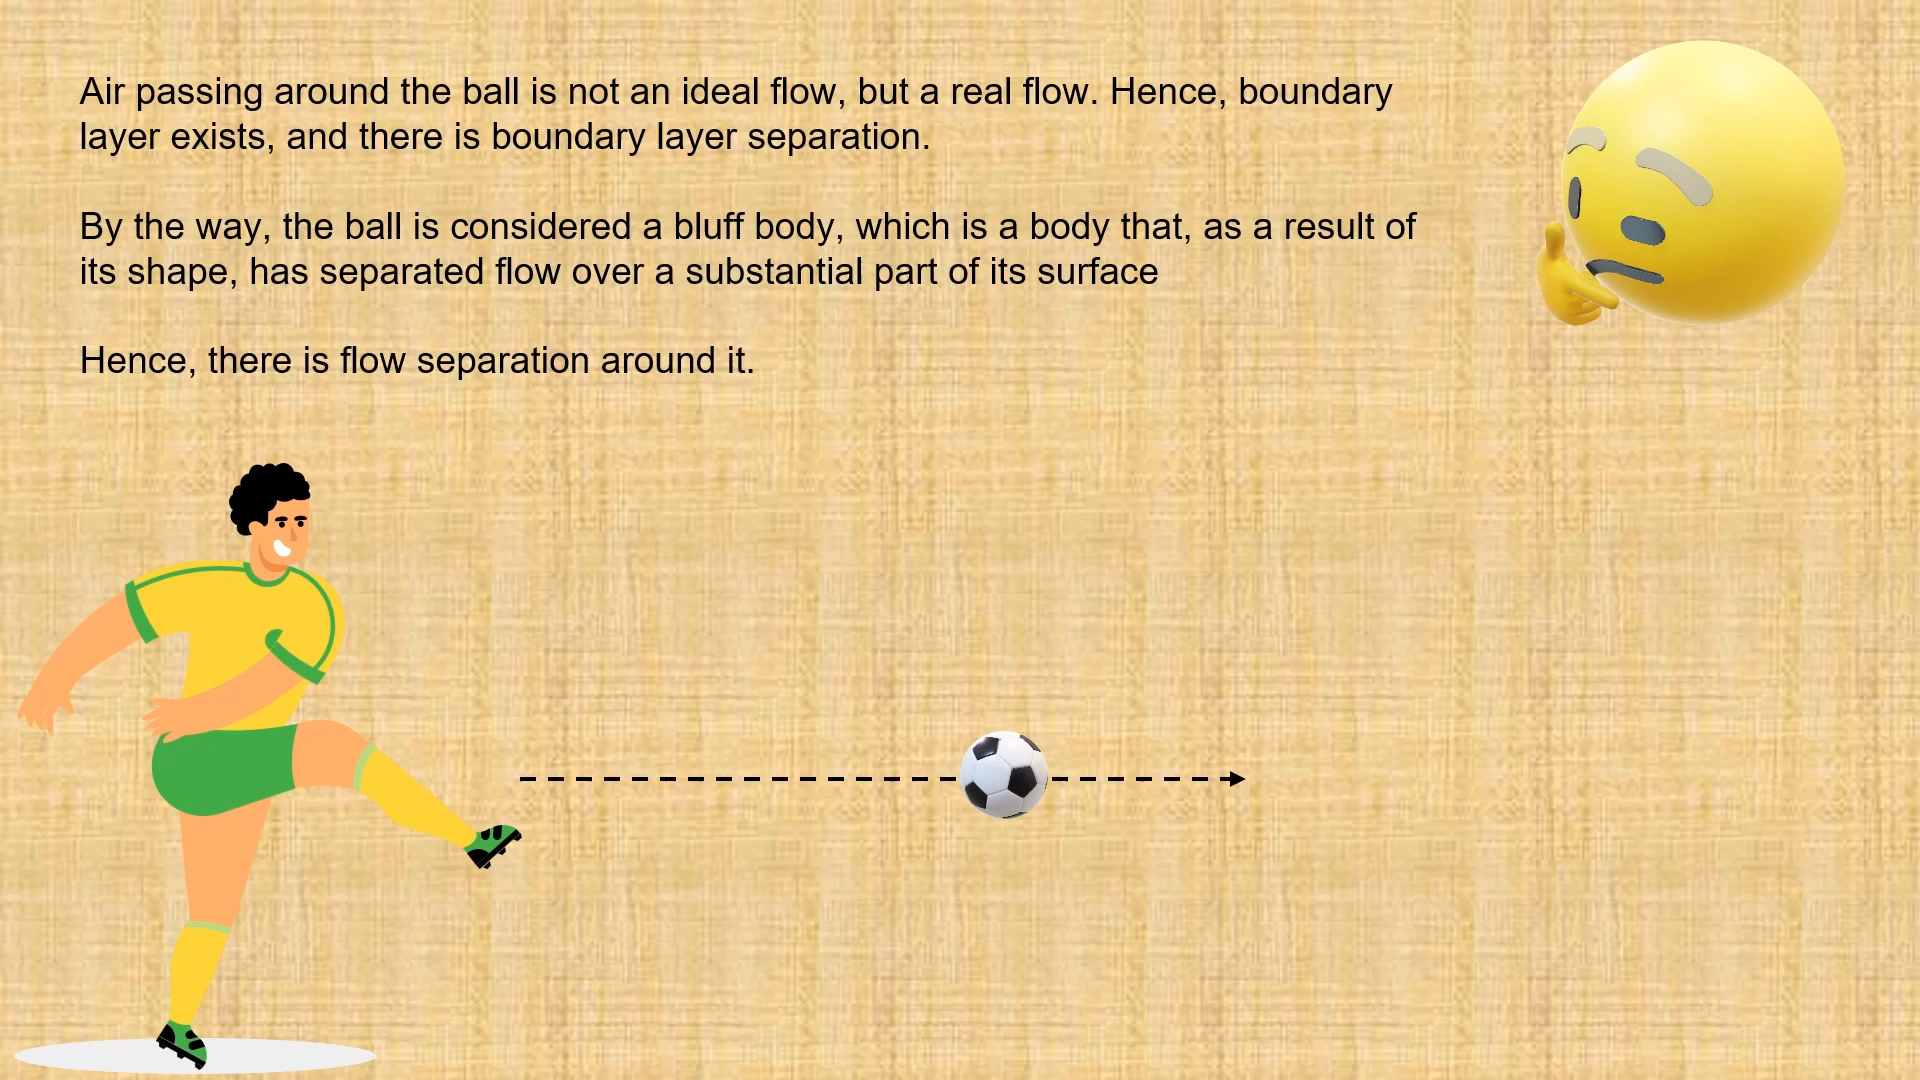 Air passing around the ball is not an ideal flow, but a real flow. Hence, boundary
layer exists, and there is boundary layer separation.
By the way, the ball is considered a bluff body, which is a body that, as a result of
its shape, has separated flow over a substantial part of its surface
Hence, there is flow separation around it.